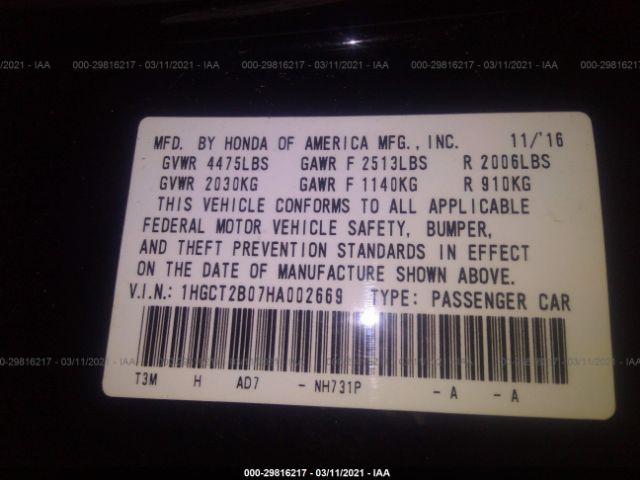 000-29816217 - 03/11/2021 - IAA
MFD. BY HONDA OF AMERICA MFG., INC. 11/'16
GVWR 4475LBS GAWR F 2513LBS R 2006LBS
GVWR 2030KG GAWR F 1140KG R 910KG
THIS VEHICLE CONFORMS TO ALL APPLICABLE
FEDERAL MOTOR VEHICLE SAFETY, BUMPER,
AND THEFT PREVENTION STANDARDS IN EFFECT
ON THE DATE OF MANUFACTURE SHOWN ABOVE.
V.I.N.: 1HGCT2B07HA002669 TYPE: PASSENGER CAR
T3M H AD7 - NH731P - A - A
000-29816217 - 03/11/2021 - IAA